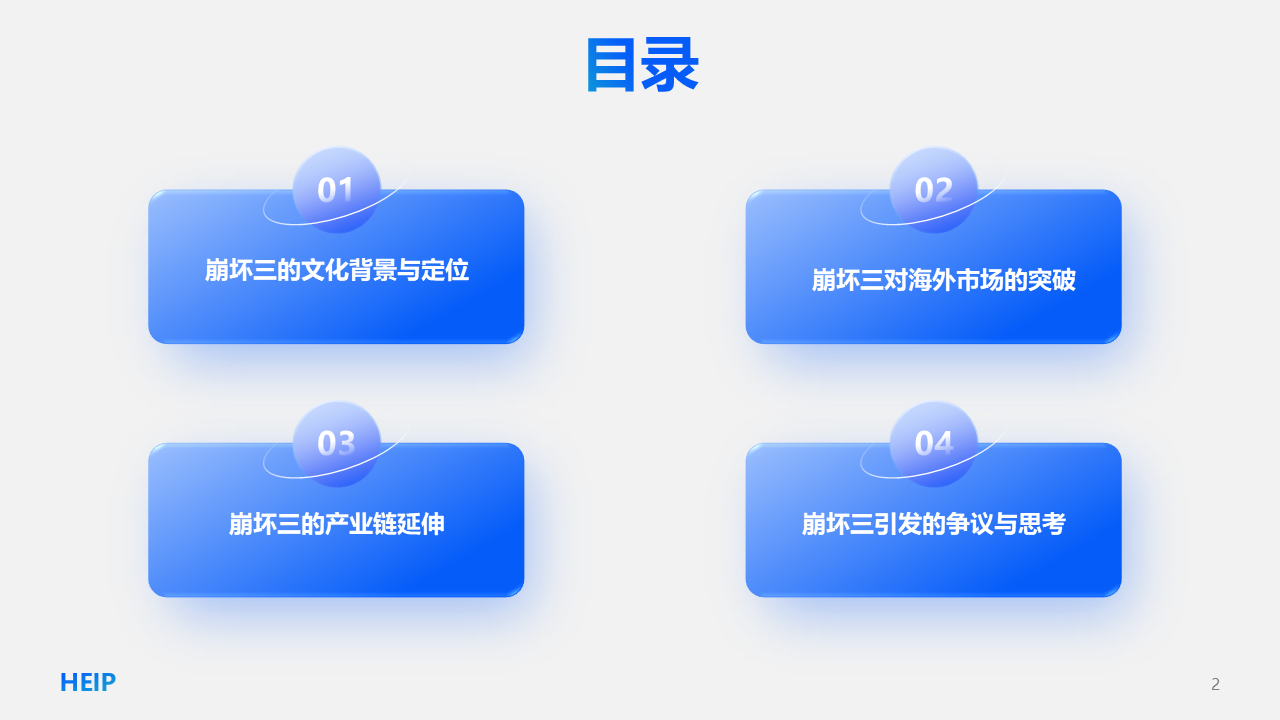 目录
01
崩坏三的文化背景与定位
02
崩坏三对海外市场的突破
03
崩坏三的产业链延伸
04
崩坏三引发的争议与思考
HEIP
2